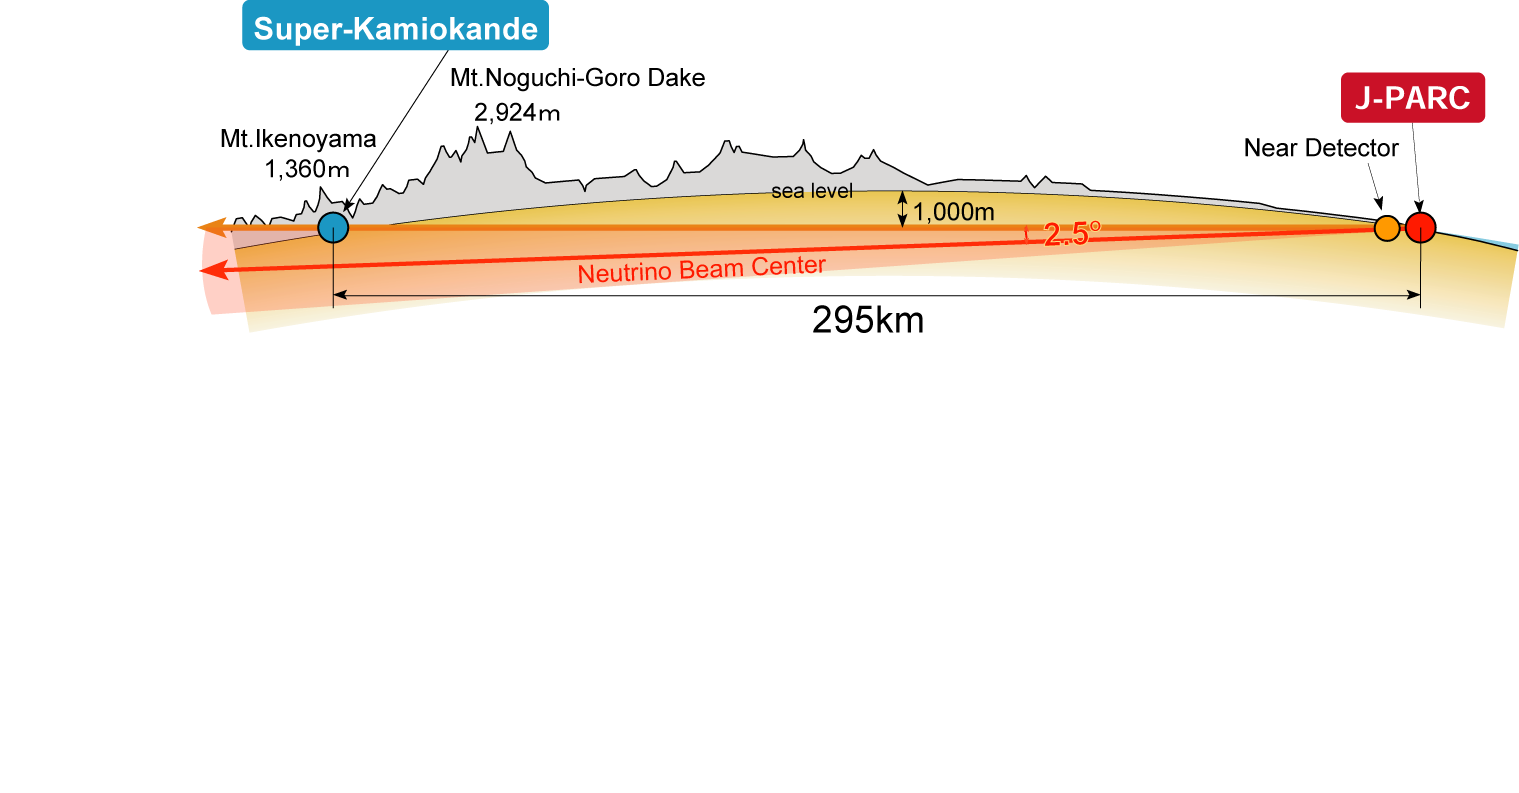 Super-Kamiokande
Mt.Noguchi-Goro Dake
2,924m
J-PARC
Mt.Ikenoyama
1,360m
Near Detector
sea level
1,000m
2.5°
Neutrino Beam Center
295km